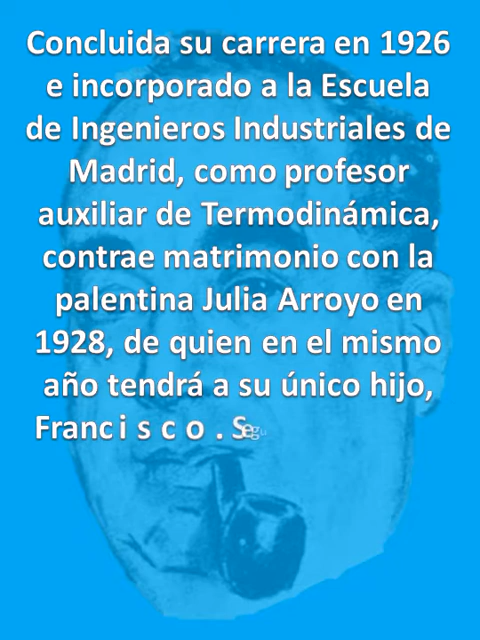 Concluida su carrera en 1926
e incorporado a la Escuela
de Ingenieros Industriales de
Madrid, como profesor
auxiliar de Termodinámica,
contrae matrimonio con la
palentina Julia Arroyo en
1928, de quien en el mismo
año tendrá a su único hijo,
Francisco.